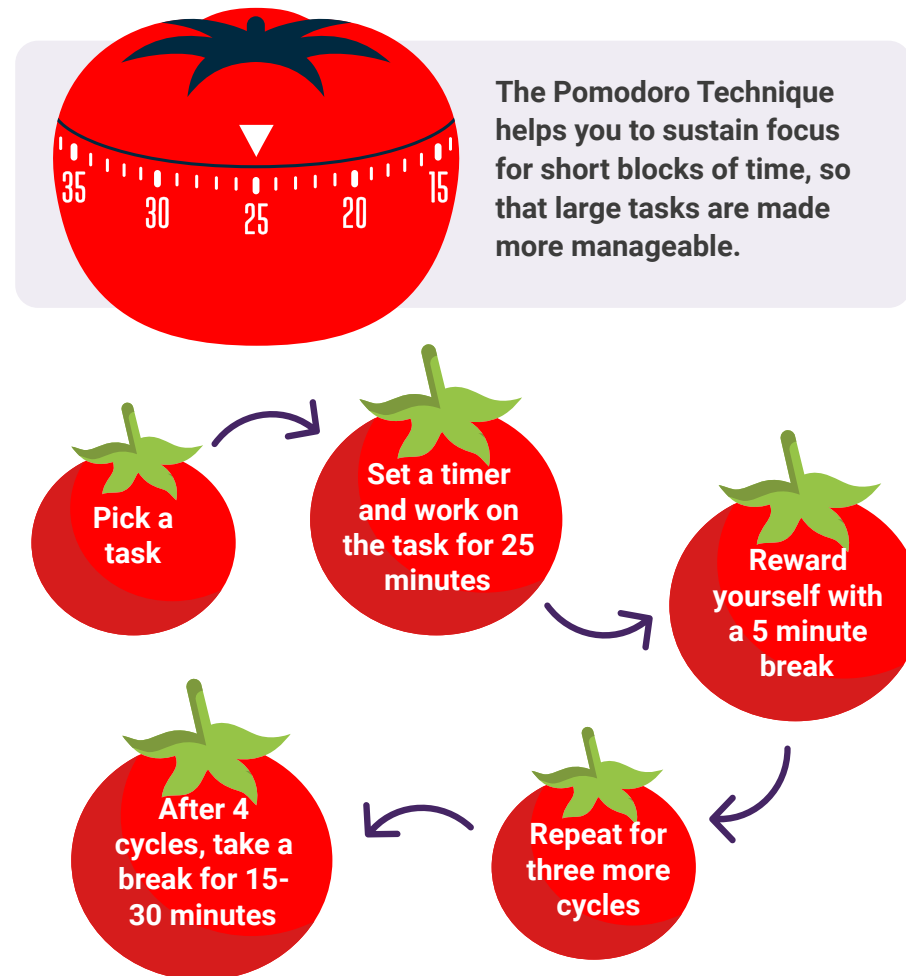 The Pomodoro Technique
helps you to sustain focus
for short blocks of time, so
that large tasks are made
more manageable.
35 30 25 20 15
Pick a
task
Set a timer
and work on
the task for 25
minutes
Reward
yourself with
a 5 minute
break
Repeat for
three more
cycles
After 4
cycles, take a
break for 15-
30 minutes